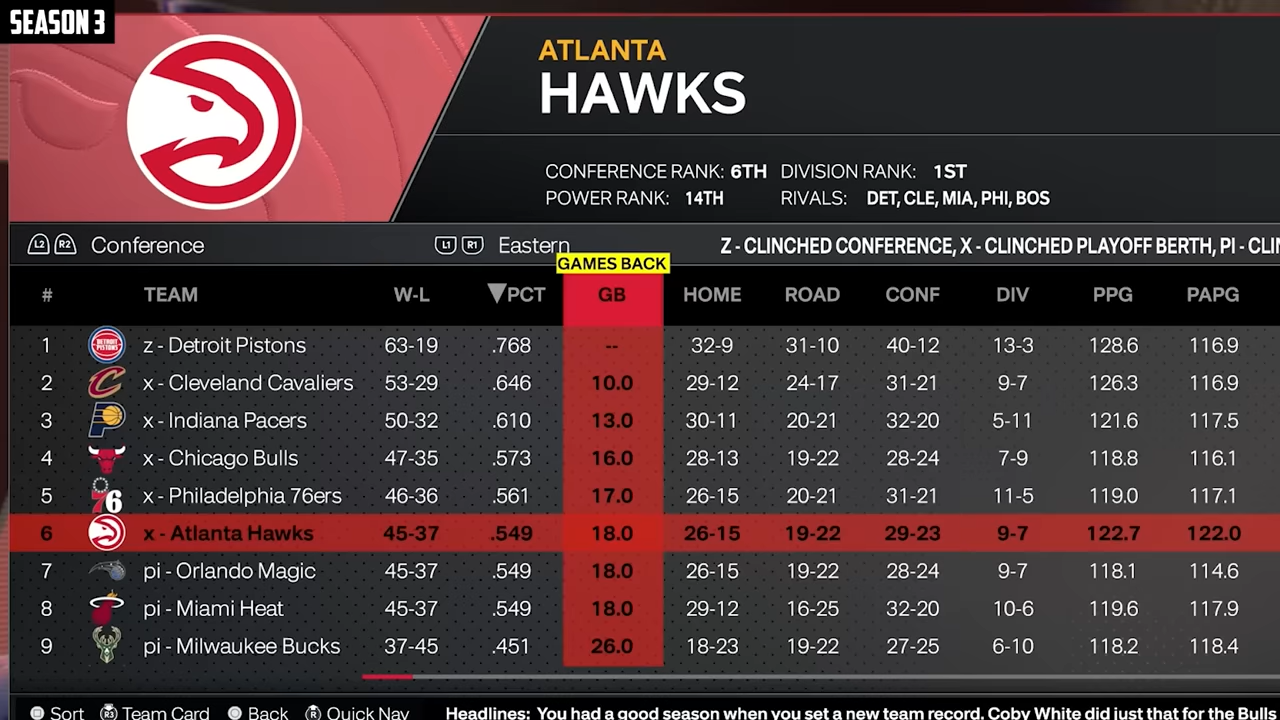 SEASON 3
ATLANTA
HAWKS
CONFERENCE RANK: 6TH DIVISION RANK: 1ST
POWER RANK: 14TH RIVALS: DET, CLE, MIA, PHI, BOS
L2 R2 Conference L1 R1 Eastern Z - CLINCHED CONFERENCE, X - CLINCHED PLAYOFF BERTH, PI - CLIN
GAMES BACK
# TEAM W-L ▼PCT GB HOME ROAD CONF DIV PPG PAPG
1 z - Detroit Pistons 63-19 .768 -- 32-9 31-10 40-12 13-3 128.6 116.9
2 x - Cleveland Cavaliers 53-29 .646 10.0 29-12 24-17 31-21 9-7 126.3 116.9
3 x - Indiana Pacers 50-32 .610 13.0 30-11 20-21 32-20 5-11 121.6 117.5
4 x - Chicago Bulls 47-35 .573 16.0 28-13 19-22 28-24 7-9 118.8 116.1
5 x - Philadelphia 76ers 46-36 .561 17.0 26-15 20-21 31-21 11-5 119.0 117.1
6 x - Atlanta Hawks 45-37 .549 18.0 26-15 19-22 29-23 9-7 122.7 122.0
7 pi - Orlando Magic 45-37 .549 18.0 26-15 19-22 28-24 9-7 118.1 114.6
8 pi - Miami Heat 45-37 .549 18.0 29-12 16-25 32-20 10-6 119.6 117.9
9 pi - Milwaukee Bucks 37-45 .451 26.0 18-23 19-22 27-25 6-10 118.2 118.4
Sort R3 Team Card Back R Quick Nav Headlines: You had a good season when you set a new team record. Coby White did just that for the Bulls